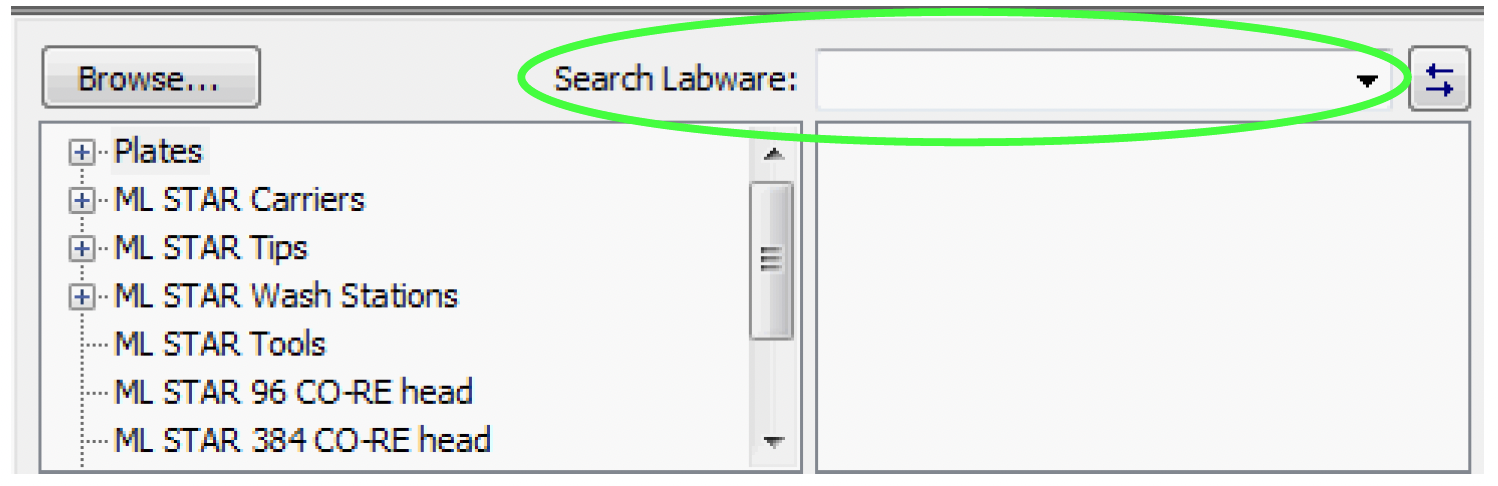 Browse...
Search Labware:
Plates
ML STAR Carriers
ML STAR Tips
ML STAR Wash Stations
ML STAR Tools
ML STAR 96 CO-RE head
ML STAR 384 CO-RE head